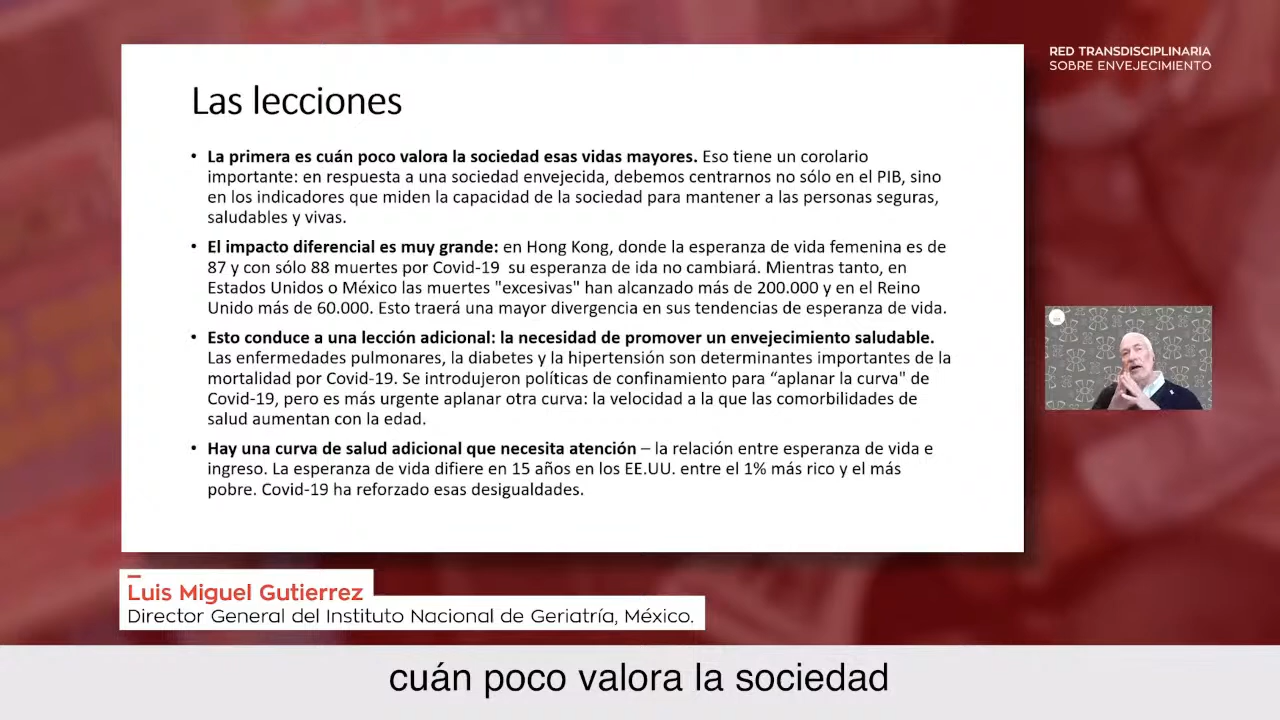 RED TRANSDISCIPLINARIA
SOBRE ENVEJECIMIENTO
Las lecciones
• La primera es cuán poco valora la sociedad esas vidas mayores. Eso tiene un corolario
importante: en respuesta a una sociedad envejecida, debemos centrarnos no sólo en el PIB, sino
en los indicadores que miden la capacidad de la sociedad para mantener a las personas seguras,
saludables y vivas.
• El impacto diferencial es muy grande: en Hong Kong, donde la esperanza de vida femenina es de
87 y con sólo 88 muertes por Covid-19 su esperanza de ida no cambiará. Mientras tanto, en
Estados Unidos o México las muertes "excesivas" han alcanzado más de 200.000 y en el Reino
Unido más de 60.000. Esto traerá una mayor divergencia en sus tendencias de esperanza de vida.
• Esto conduce a una lección adicional: la necesidad de promover un envejecimiento saludable.
Las enfermedades pulmonares, la diabetes y la hipertensión son determinantes importantes de la
mortalidad por Covid-19. Se introdujeron políticas de confinamiento para “aplanar la curva" de
Covid-19, pero es más urgente aplanar otra curva: la velocidad a la que las comorbilidades de
salud aumentan con la edad.
• Hay una curva de salud adicional que necesita atención – la relación entre esperanza de vida e
ingreso. La esperanza de vida difiere en 15 años en los EE.UU. entre el 1% más rico y el más
pobre. Covid-19 ha reforzado esas desigualdades.
Luis Miguel Gutierrez
Director General del Instituto Nacional de Geriatría, México.
cuán poco valora la sociedad